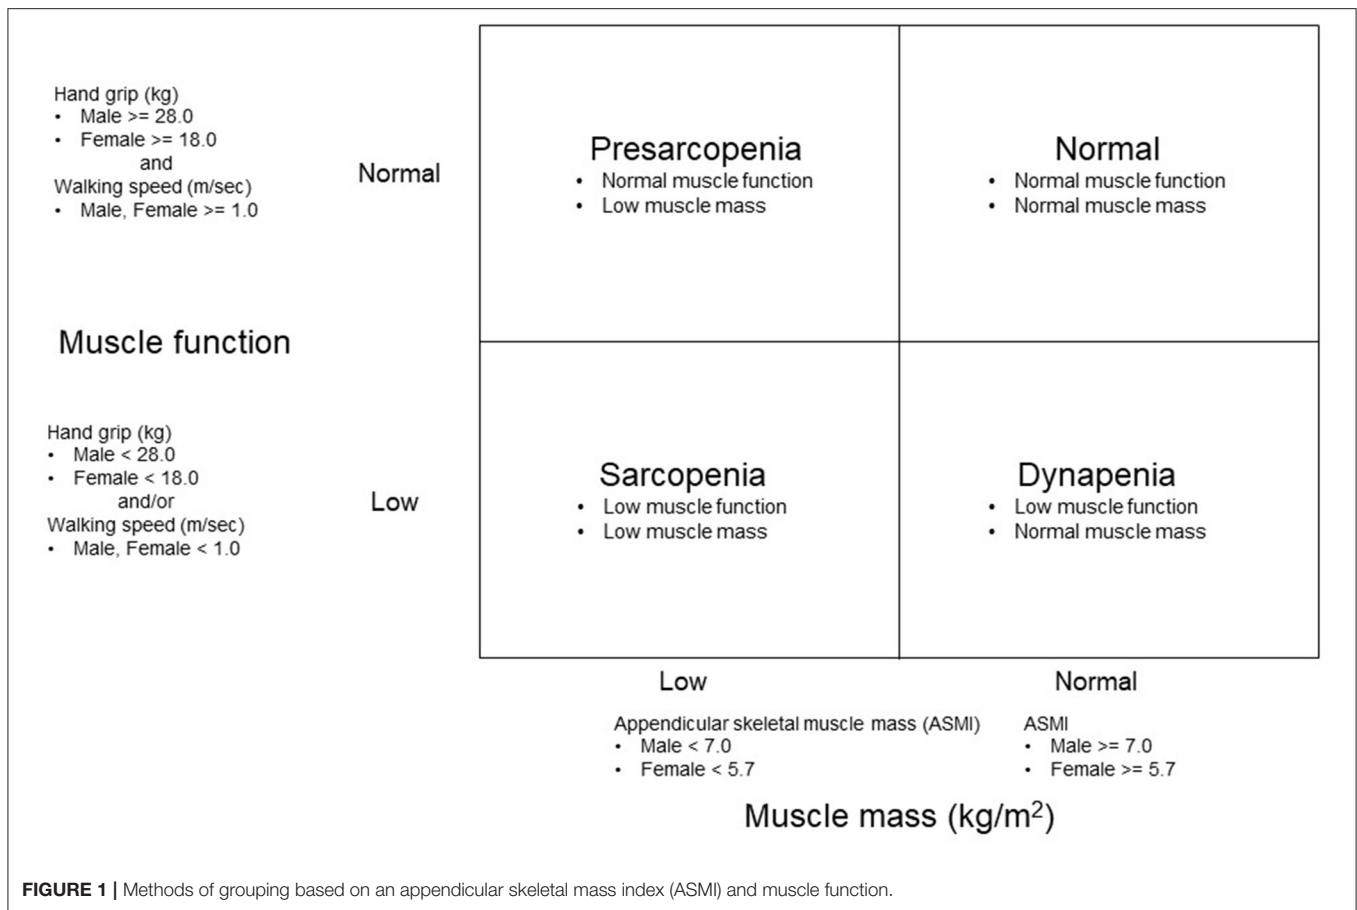 Hand grip (kg)
• Male >= 28.0
• Female >= 18.0
and
Walking speed (m/sec)
• Male, Female >= 1.0
Normal
Presarcopenia
• Normal muscle function
• Low muscle mass
Normal
• Normal muscle function
• Normal muscle mass
Muscle function
Hand grip (kg)
• Male < 28.0
• Female < 18.0
and/or
Walking speed (m/sec)
• Male, Female < 1.0
Low
Sarcopenia
• Low muscle function
• Low muscle mass
Dynapenia
• Low muscle function
• Normal muscle mass
Low
Appendicular skeletal muscle mass (ASMI)
• Male < 7.0
• Female < 5.7
Normal
ASMI
• Male >= 7.0
• Female >= 5.7
Muscle mass (kg/m²)
FIGURE 1 | Methods of grouping based on an appendicular skeletal mass index (ASMI) and muscle function.